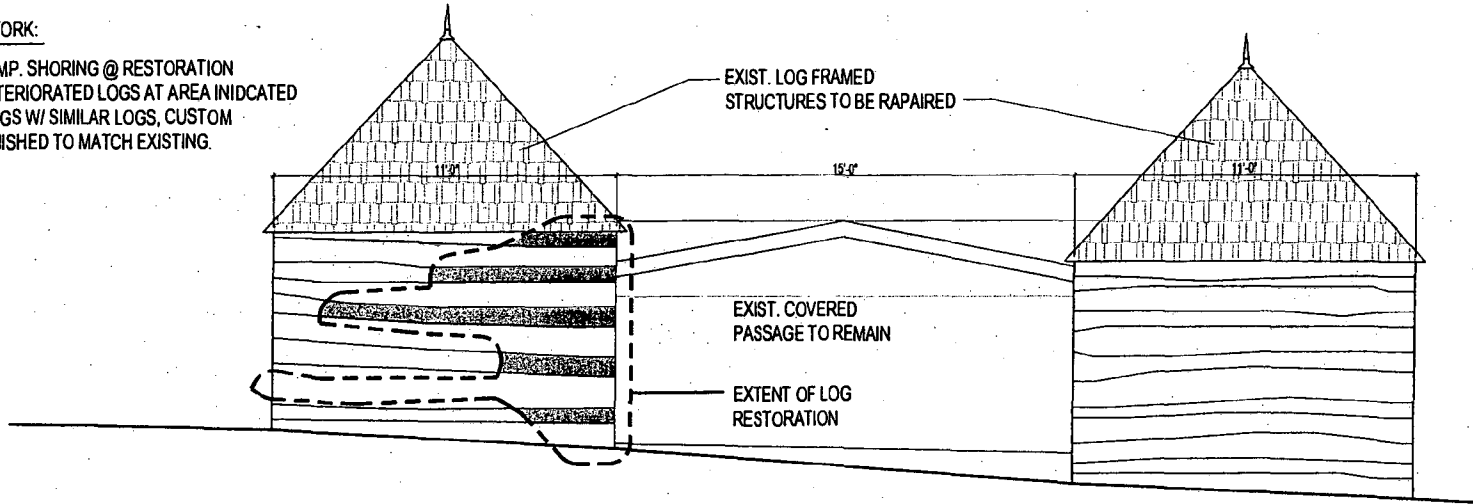 ORK:
MP. SHORING @ RESTORATION
TERIORATED LOGS AT AREA INIDCATED
GS W/ SIMILAR LOGS, CUSTOM
ISHED TO MATCH EXISTING.
EXIST. LOG FRAMED
STRUCTURES TO BE RAPAIRED
11'-0"
15'-0"
11'-0"
EXIST. COVERED
PASSAGE TO REMAIN
EXTENT OF LOG
RESTORATION